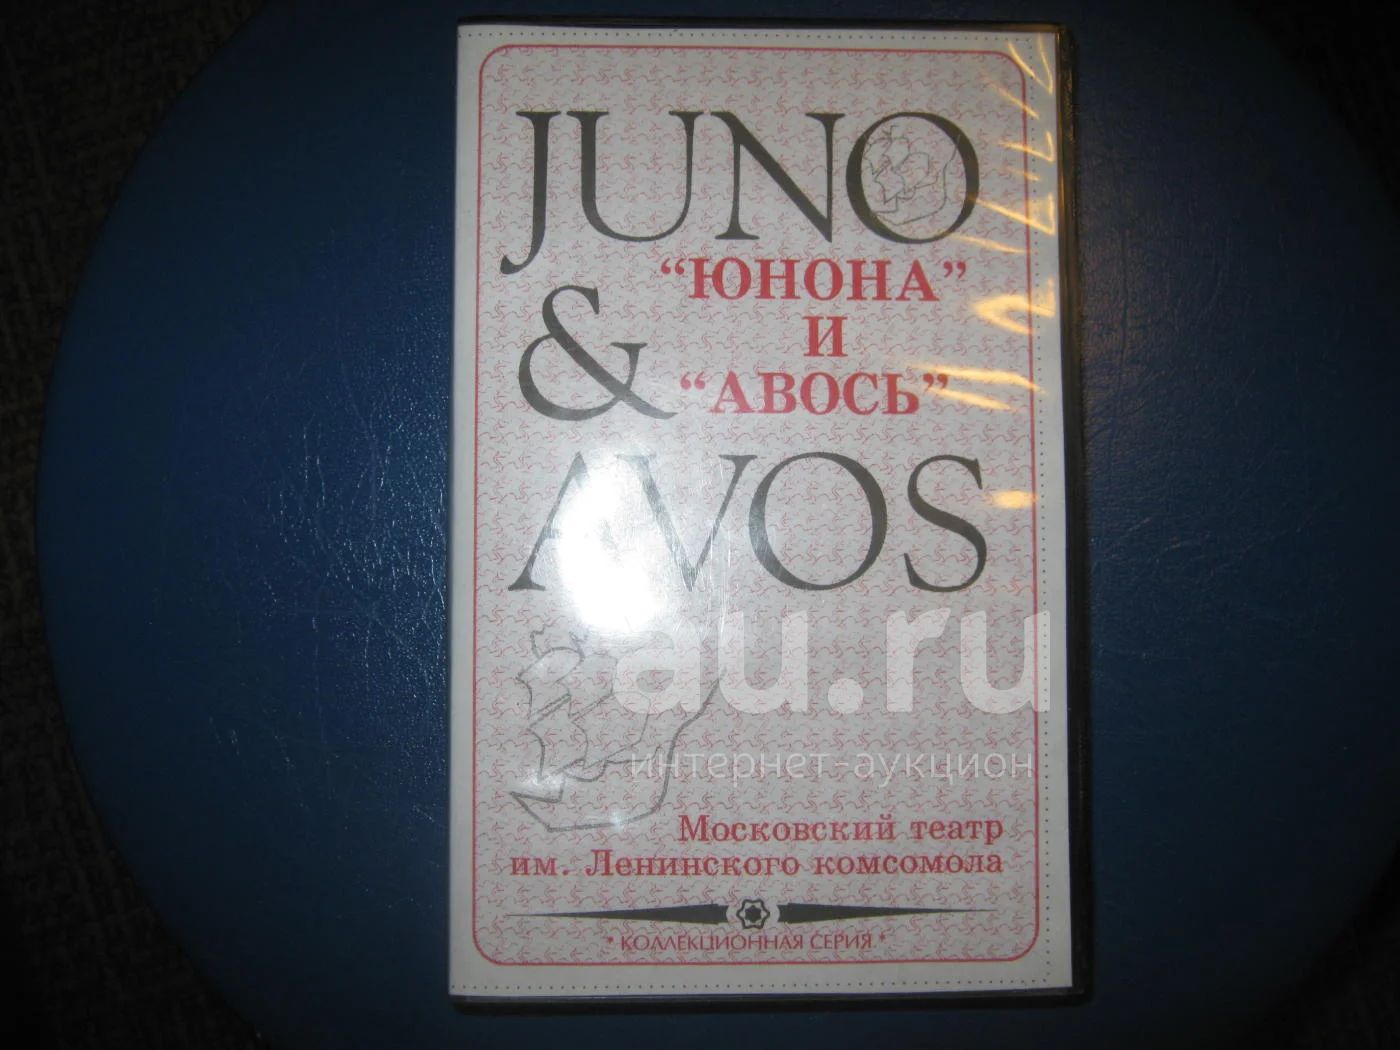 JUNO
"ЮНОНА"
&
И
"АВОСЬ"
AVOS
au.ru
интернет-аукцион
Московский театр
им. Ленинского комсомола
* КОЛЛЕКЦИОННАЯ СЕРИЯ *